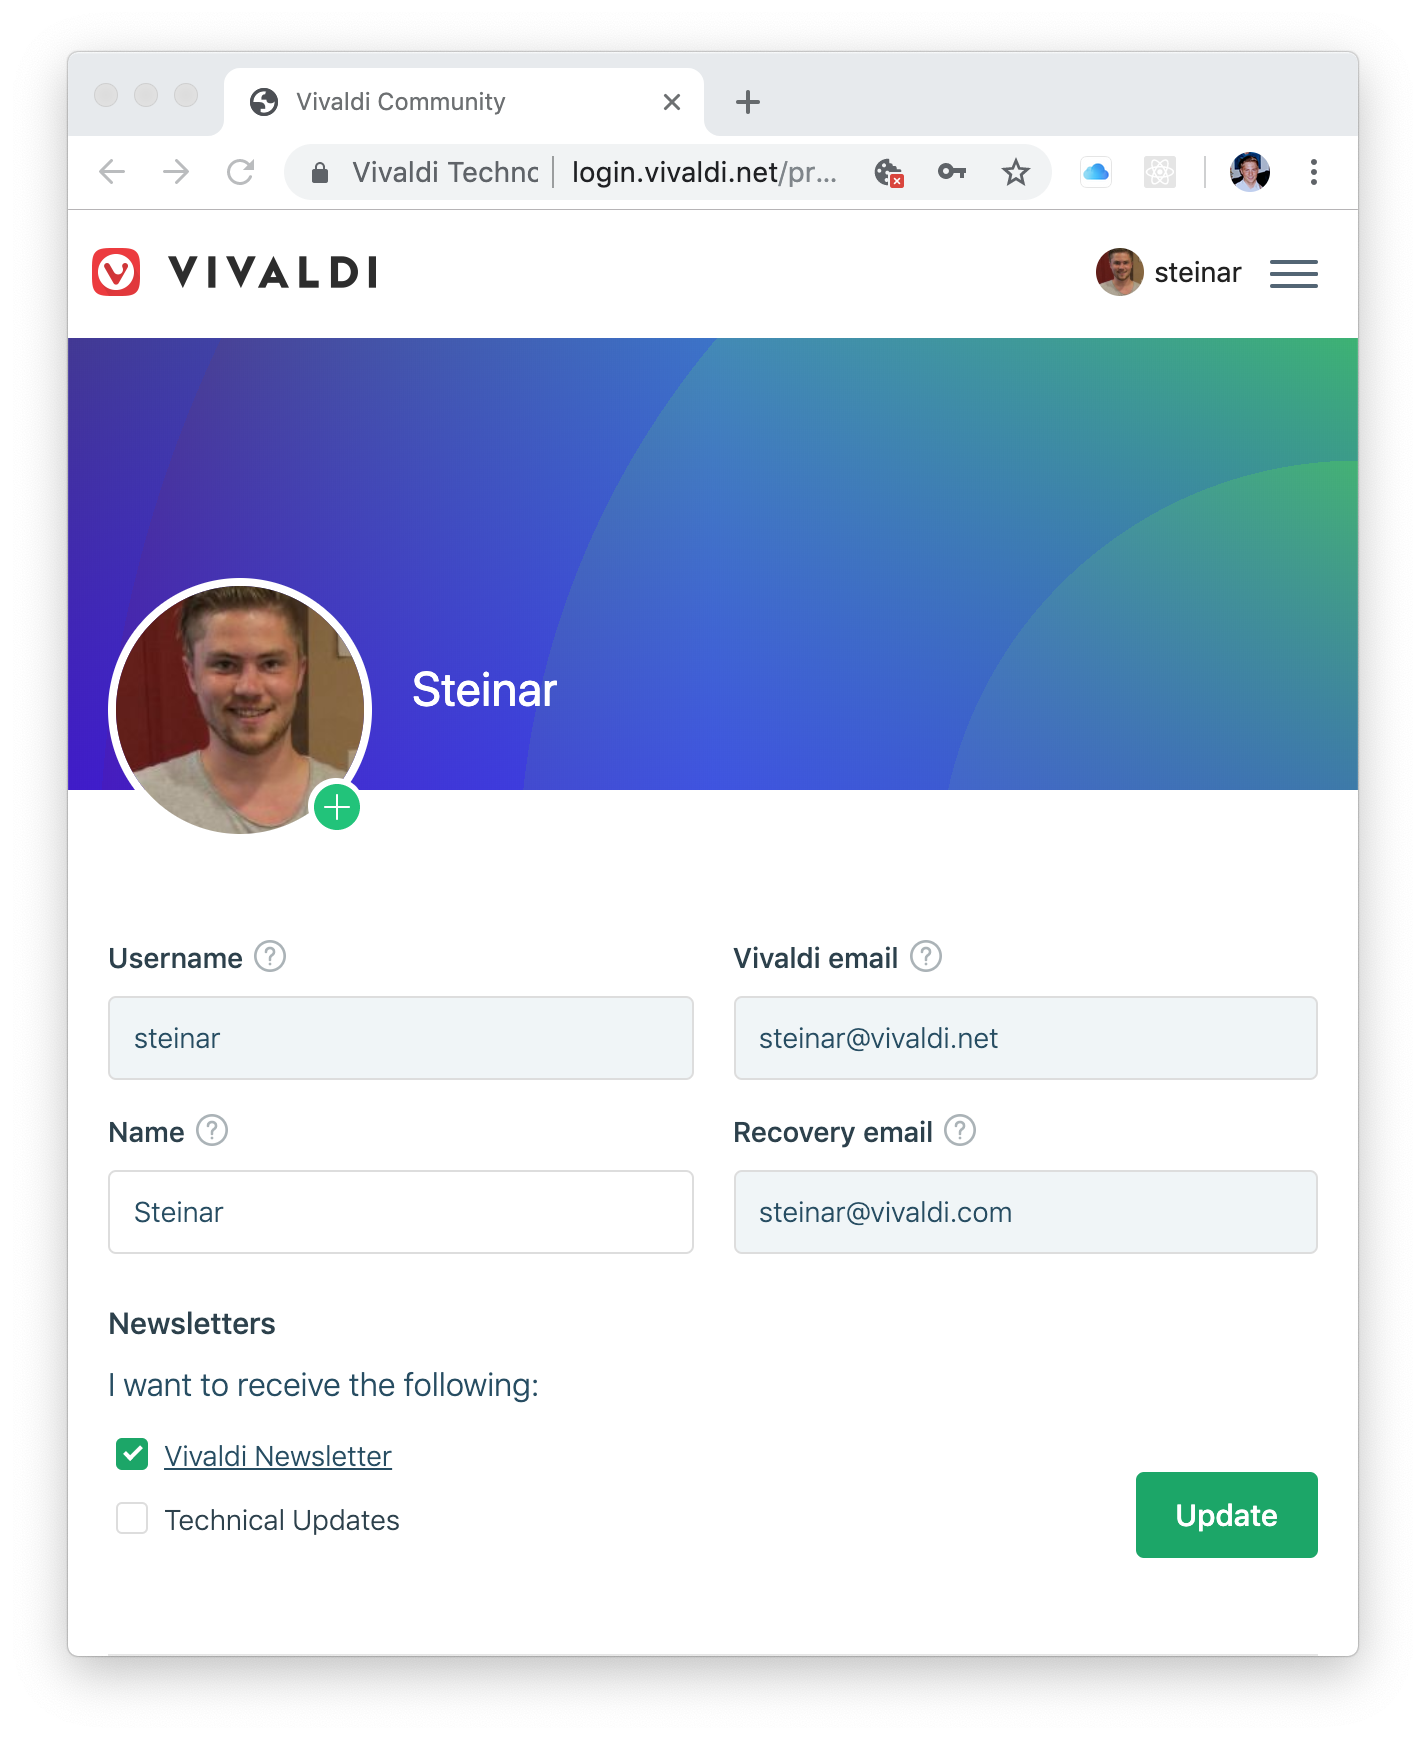 Vivaldi Community
Vivaldi Techno login.vivaldi.net/pr...
VIVALDI steinar
Steinar
Username ? Vivaldi email ?
steinar steinar@vivaldi.net
Name ? Recovery email ?
Steinar steinar@vivaldi.com
Newsletters
I want to receive the following:
Vivaldi Newsletter
Technical Updates
Update